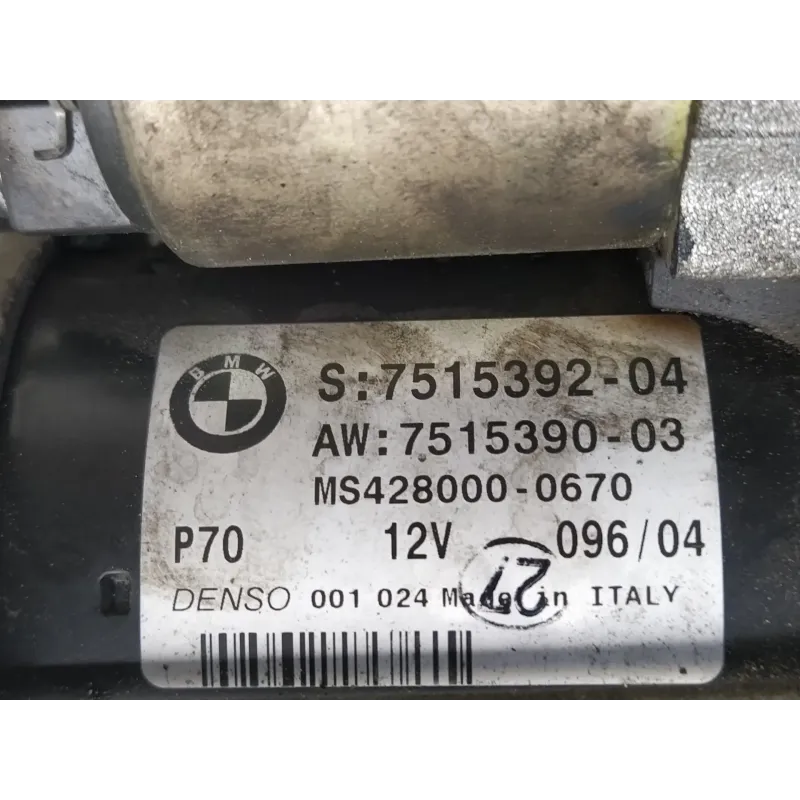 BMW
S:7515392-04
AW:7515390-03
MS428000-0670
P70 12V 096/04
DENSO 001 024 Made in ITALY
27